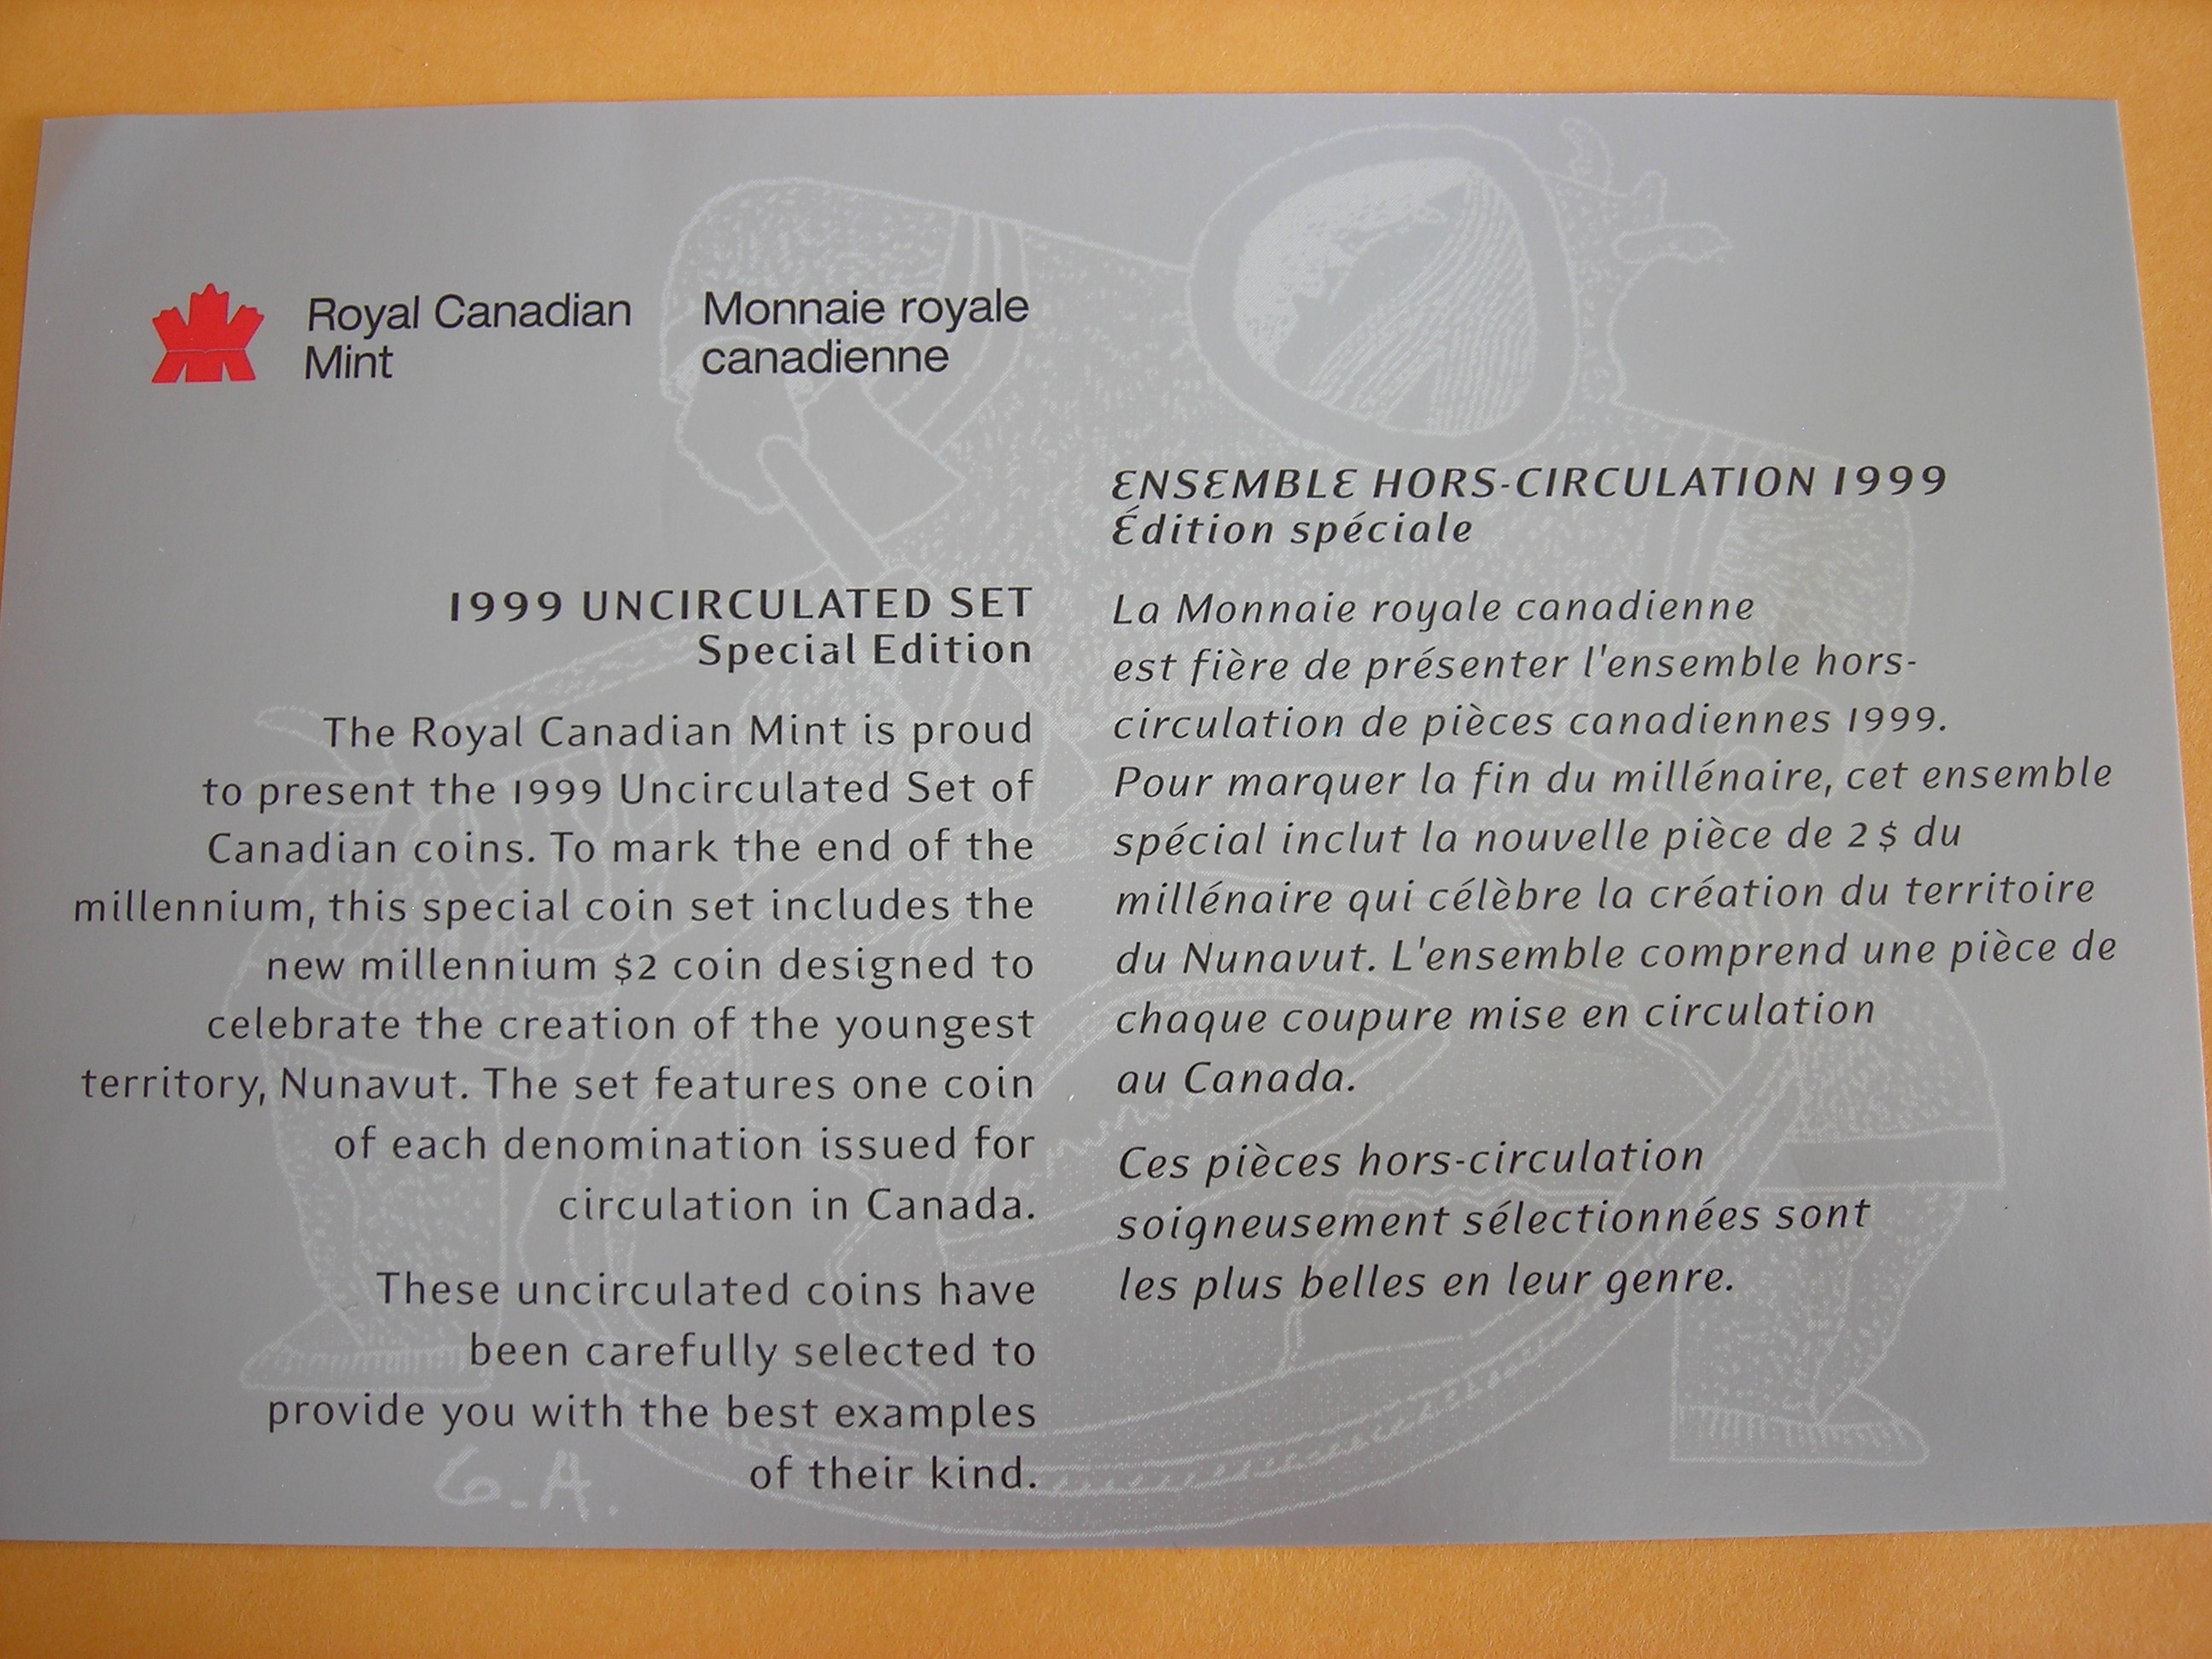 Royal Canadian
Mint
Monnaie royale
canadienne
1999 UNCIRCULATED SET
Special Edition
The Royal Canadian Mint is proud
to present the 1999 Uncirculated Set of
Canadian coins. To mark the end of the
millennium, this special coin set includes the
new millennium $2 coin designed to
celebrate the creation of the youngest
territory, Nunavut. The set features one coin
of each denomination issued for
circulation in Canada.
These uncirculated coins have
been carefully selected to
provide you with the best examples
of their kind.
G.A.
ENSEMBLE HORS-CIRCULATION 1999
Édition spéciale
La Monnaie royale canadienne
est fière de présenter l'ensemble hors-
circulation de pièces canadiennes 1999.
Pour marquer la fin du millénaire, cet ensemble
spécial inclut la nouvelle pièce de 2 $ du
millénaire qui célèbre la création du territoire
du Nunavut. L'ensemble comprend une pièce de
chaque coupure mise en circulation
au Canada.
Ces pièces hors-circulation
soigneusement sélectionnées sont
les plus belles en leur genre.